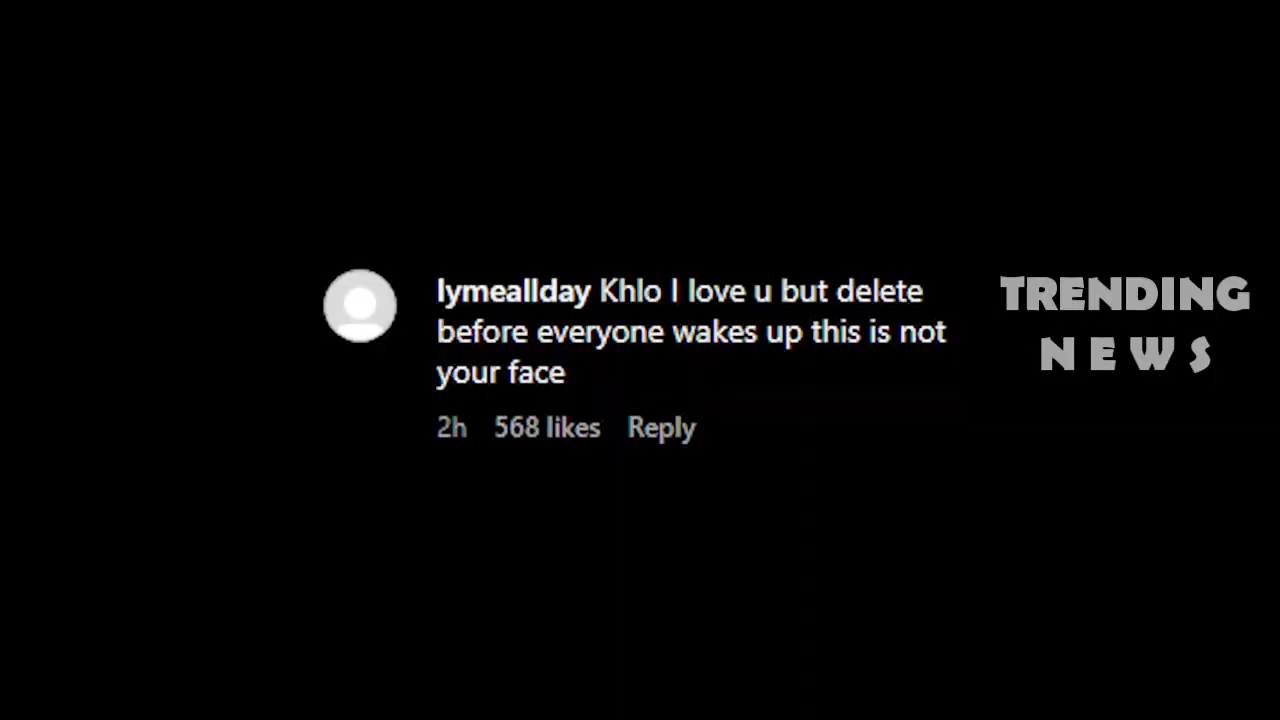 lymeallday Khlo I love u but delete
before everyone wakes up this is not
your face
2h 568 likes Reply
TRENDING
NEWS